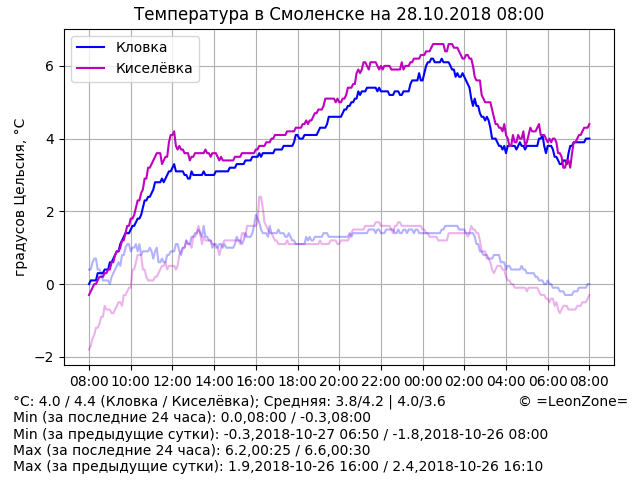 Температура в Смоленске на 28.10.2018 08:00
градусов Цельсия, °C
Кловка
Киселёвка
6
4
2
0
−2
08:00 10:00 12:00 14:00 16:00 18:00 20:00 22:00 00:00 02:00 04:00 06:00 08:00
°C: 4.0 / 4.4 (Кловка / Киселёвка); Средняя: 3.8/4.2 | 4.0/3.6 © =LeonZone=
Min (за последние 24 часа): 0.0,08:00 / -0.3,08:00
Min (за предыдущие сутки): -0.3,2018-10-27 06:50 / -1.8,2018-10-26 08:00
Max (за последние 24 часа): 6.2,00:25 / 6.6,00:30
Max (за предыдущие сутки): 1.9,2018-10-26 16:00 / 2.4,2018-10-26 16:10